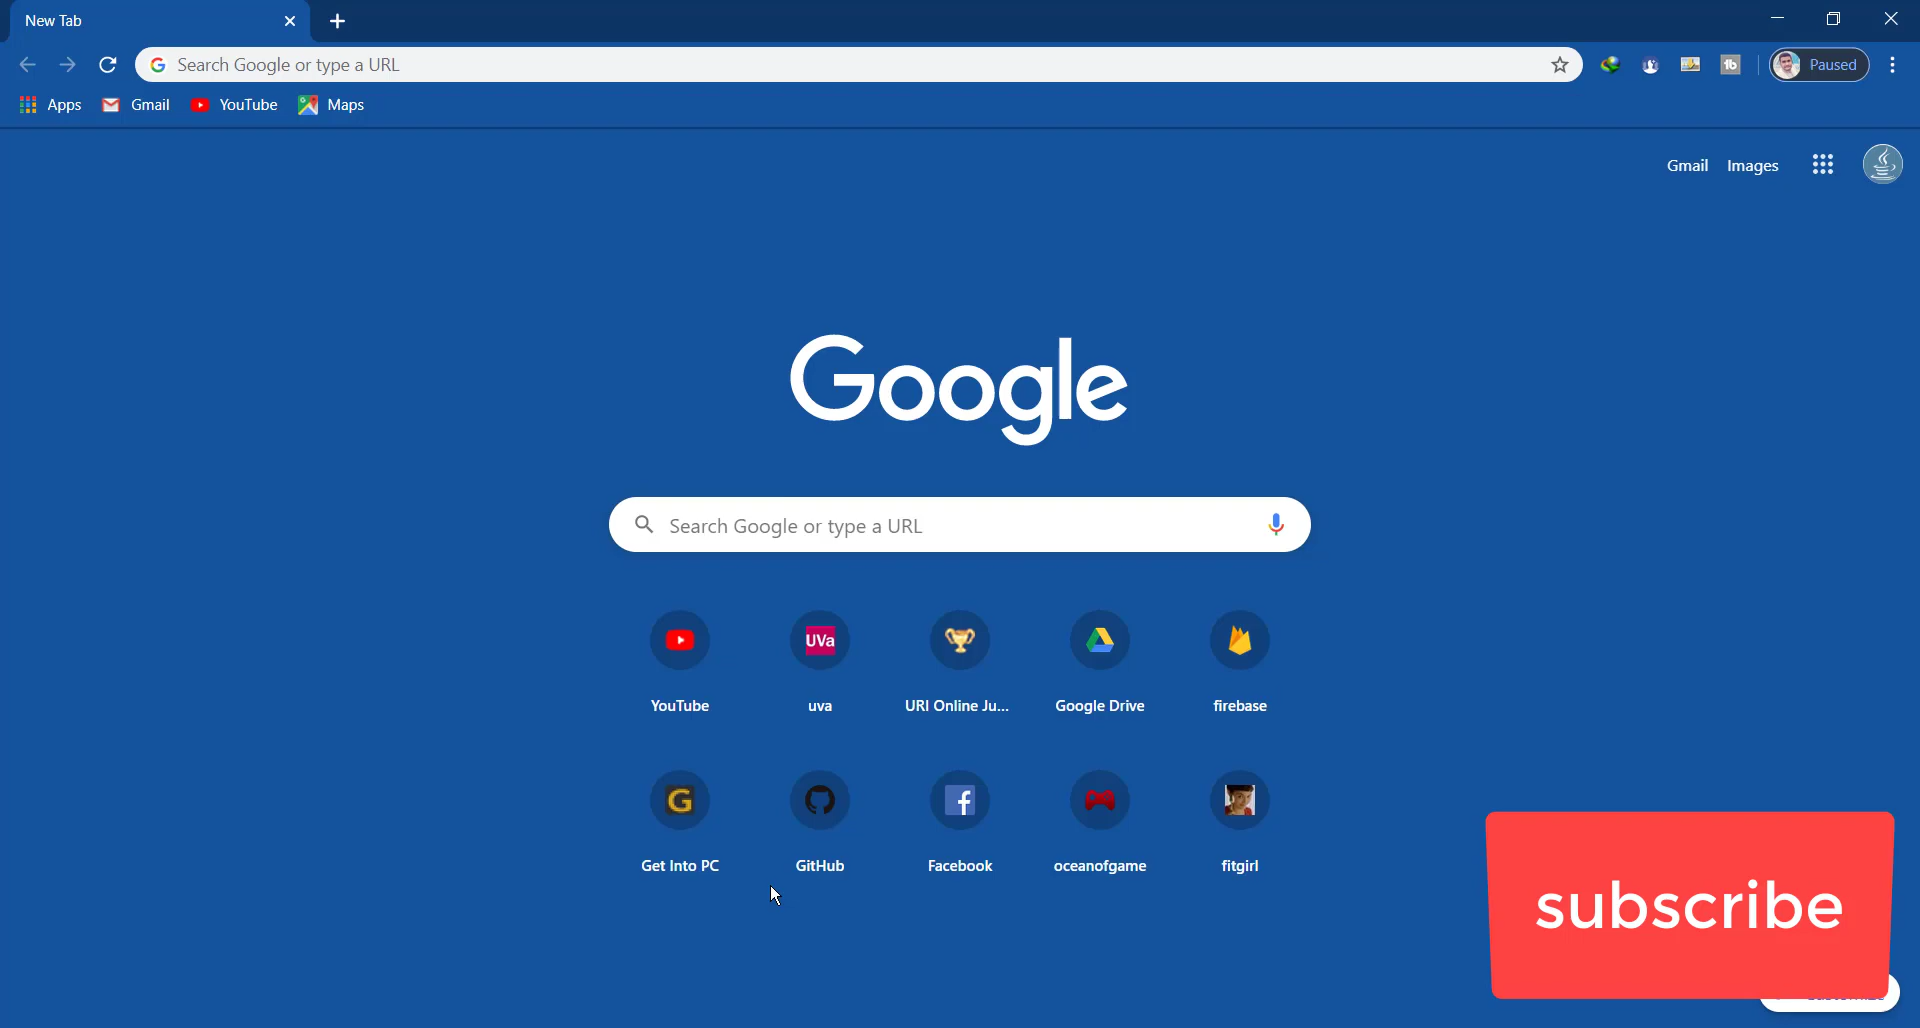 New Tab
Search Google or type a URL
Paused
Apps Gmail YouTube Maps
Gmail Images
Google
Search Google or type a URL
UVa
YouTube uva URI Online Ju... Google Drive firebase
G
Get Into PC GitHub Facebook oceanofgame fitgirl
subscribe